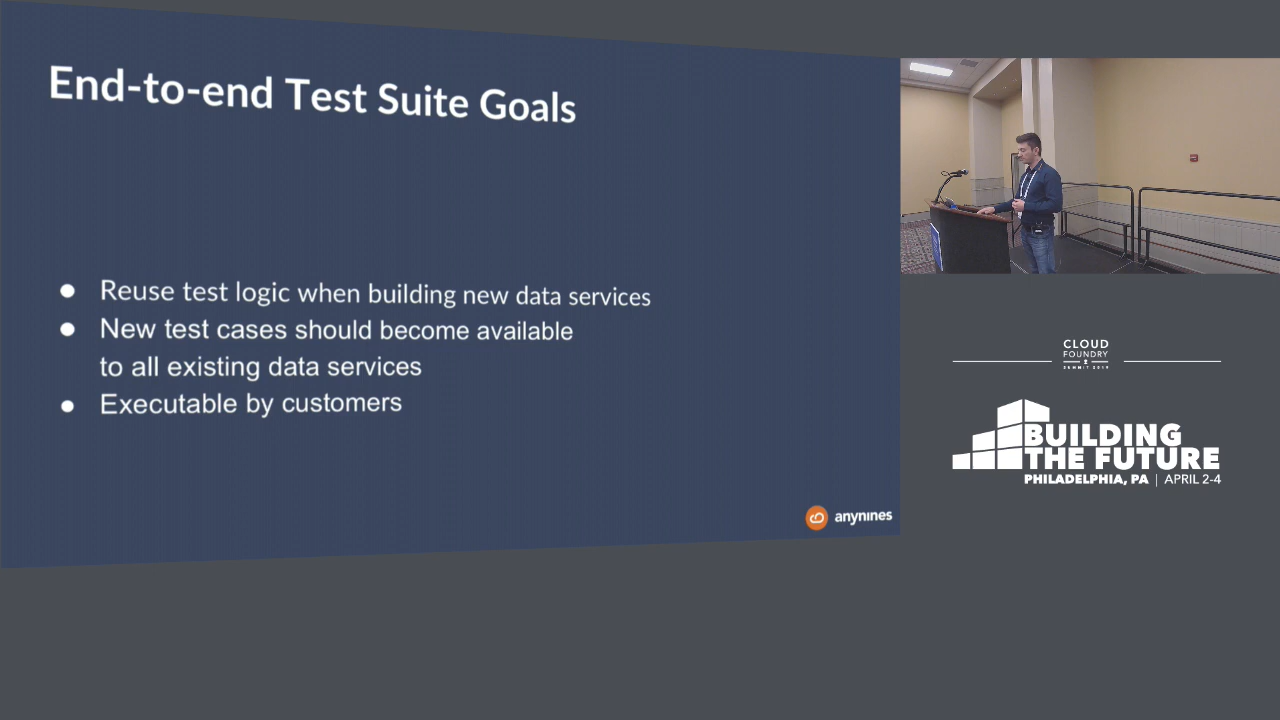 End-to-end Test Suite Goals
● Reuse test logic when building new data services
● New test cases should become available
to all existing data services
● Executable by customers
anynines
CLOUD
FOUNDRY
SUMMIT 2019
BUILDING
THE FUTURE
PHILADELPHIA, PA | APRIL 2-4